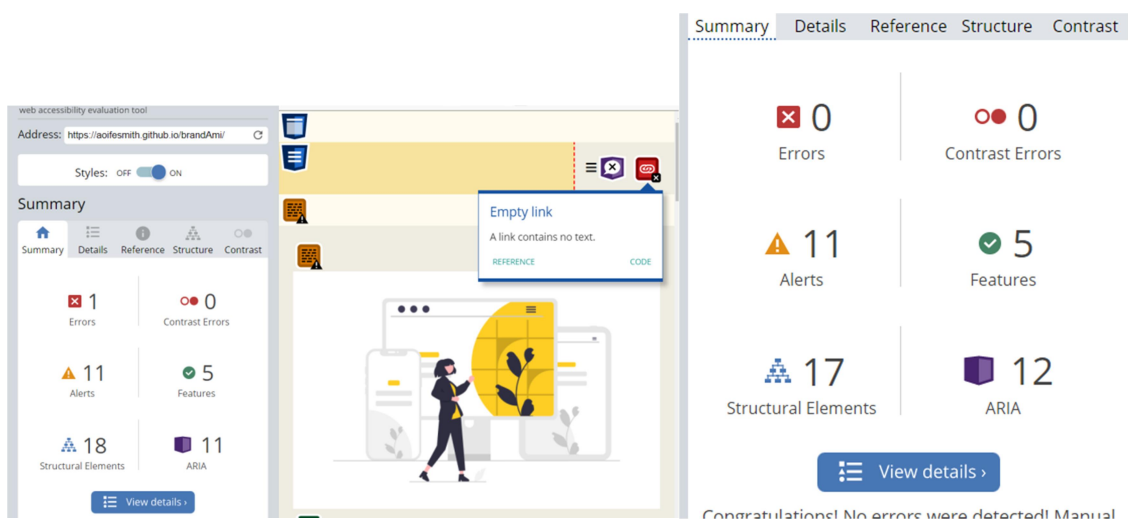 web accessibility evaluation tool
Address: https://aoifesmith.github.io/brandAmi/
Styles: OFF ON
Summary
Summary Details Reference Structure Contrast
1
Errors
0
Contrast Errors
11
Alerts
5
Features
18
Structural Elements
11
ARIA
View details ›
Empty link
A link contains no text.
REFERENCE CODE
Summary Details Reference Structure Contrast
0
Errors
0
Contrast Errors
11
Alerts
5
Features
17
Structural Elements
12
ARIA
View details ›
Congratulations! No errors were detected! Manual